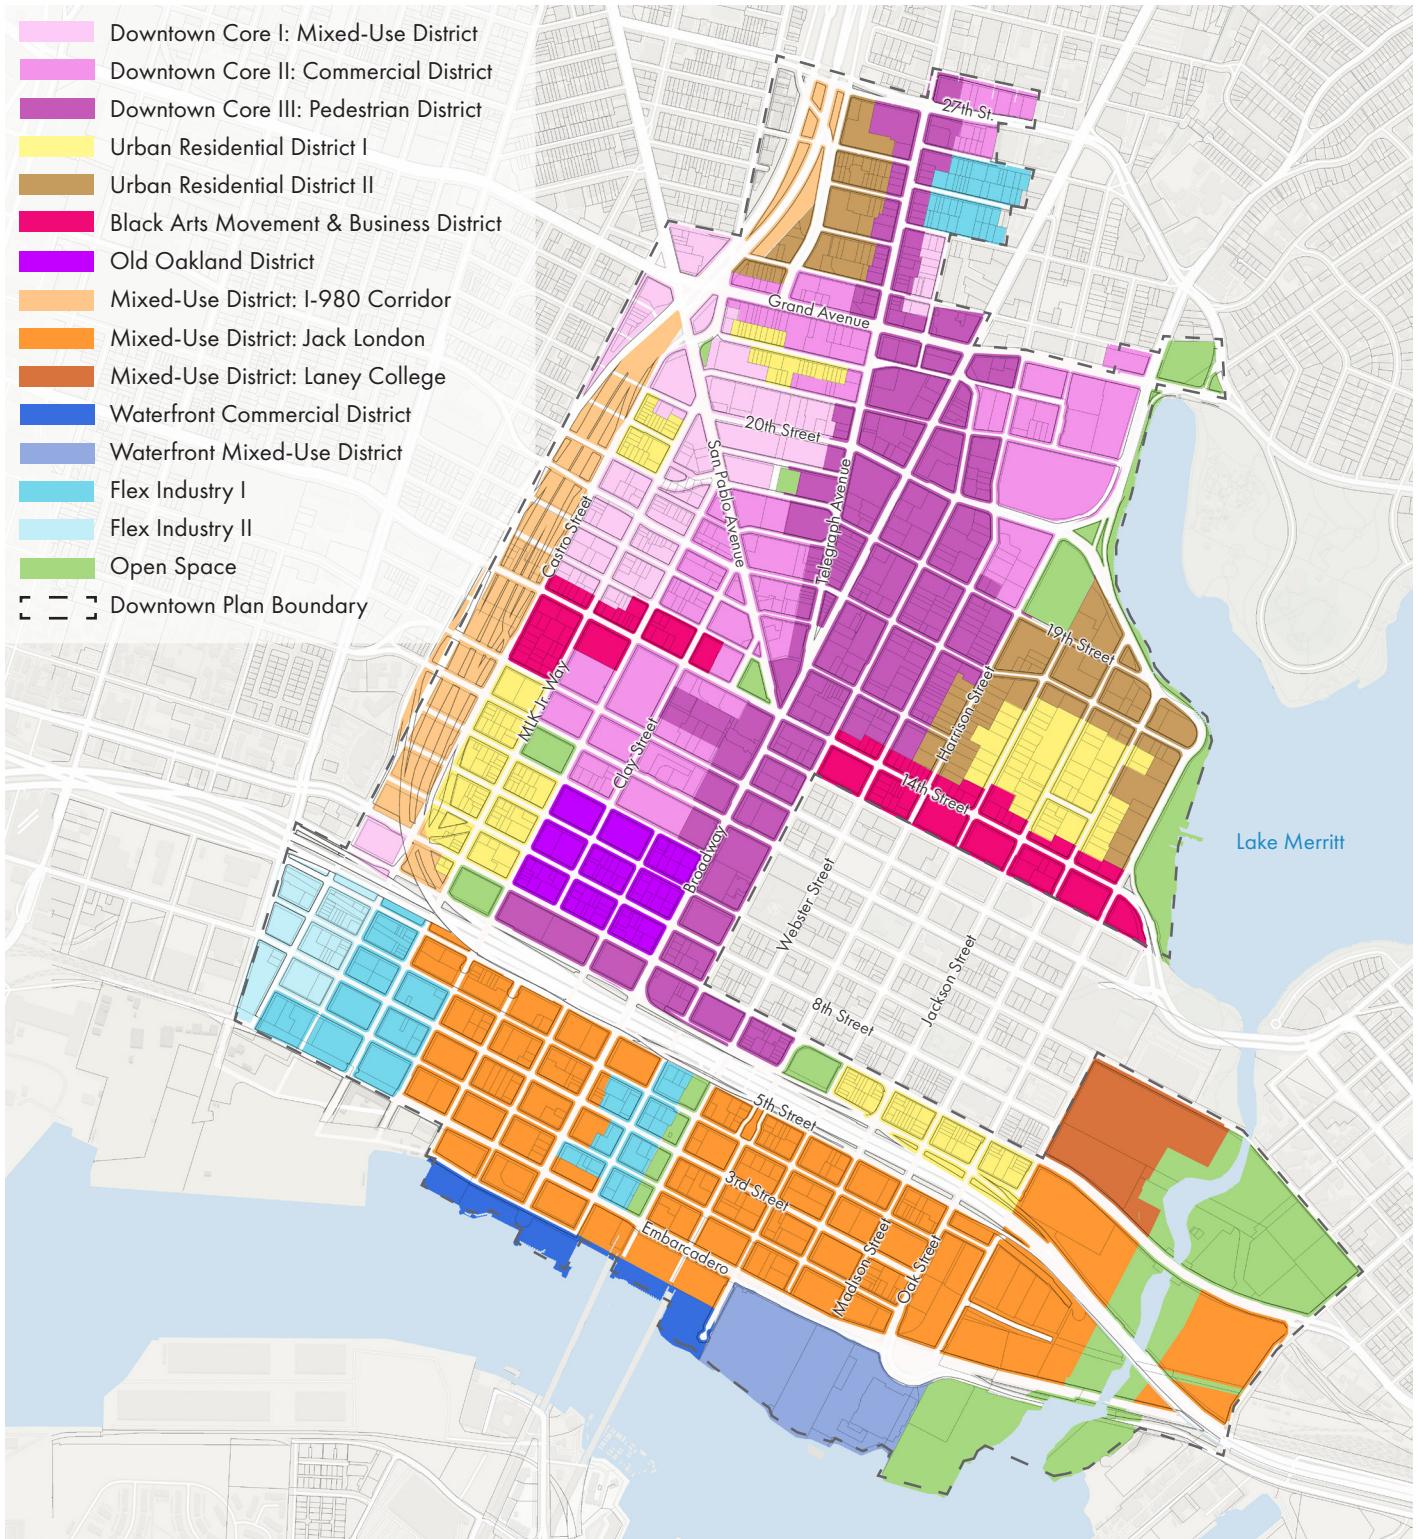 Downtown Core I: Mixed-Use District
Downtown Core II: Commercial District
Downtown Core III: Pedestrian District
Urban Residential District I
Urban Residential District II
Black Arts Movement & Business District
Old Oakland District
Mixed-Use District: I-980 Corridor
Mixed-Use District: Jack London
Mixed-Use District: Laney College
Waterfront Commercial District
Waterfront Mixed-Use District
Flex Industry I
Flex Industry II
Open Space
Downtown Plan Boundary
27th St.
Grand Avenue
20th Street
San Pablo Avenue
Telegraph Avenue
Castro Street
19th Street
MLK Jr. Way
Harrison Street
Clay Street
14th Street
Broadway
Lake Merritt
Webster Street
Jackson Street
8th Street
5th Street
3rd Street
Embarcadero
Madison Street
Oak Street